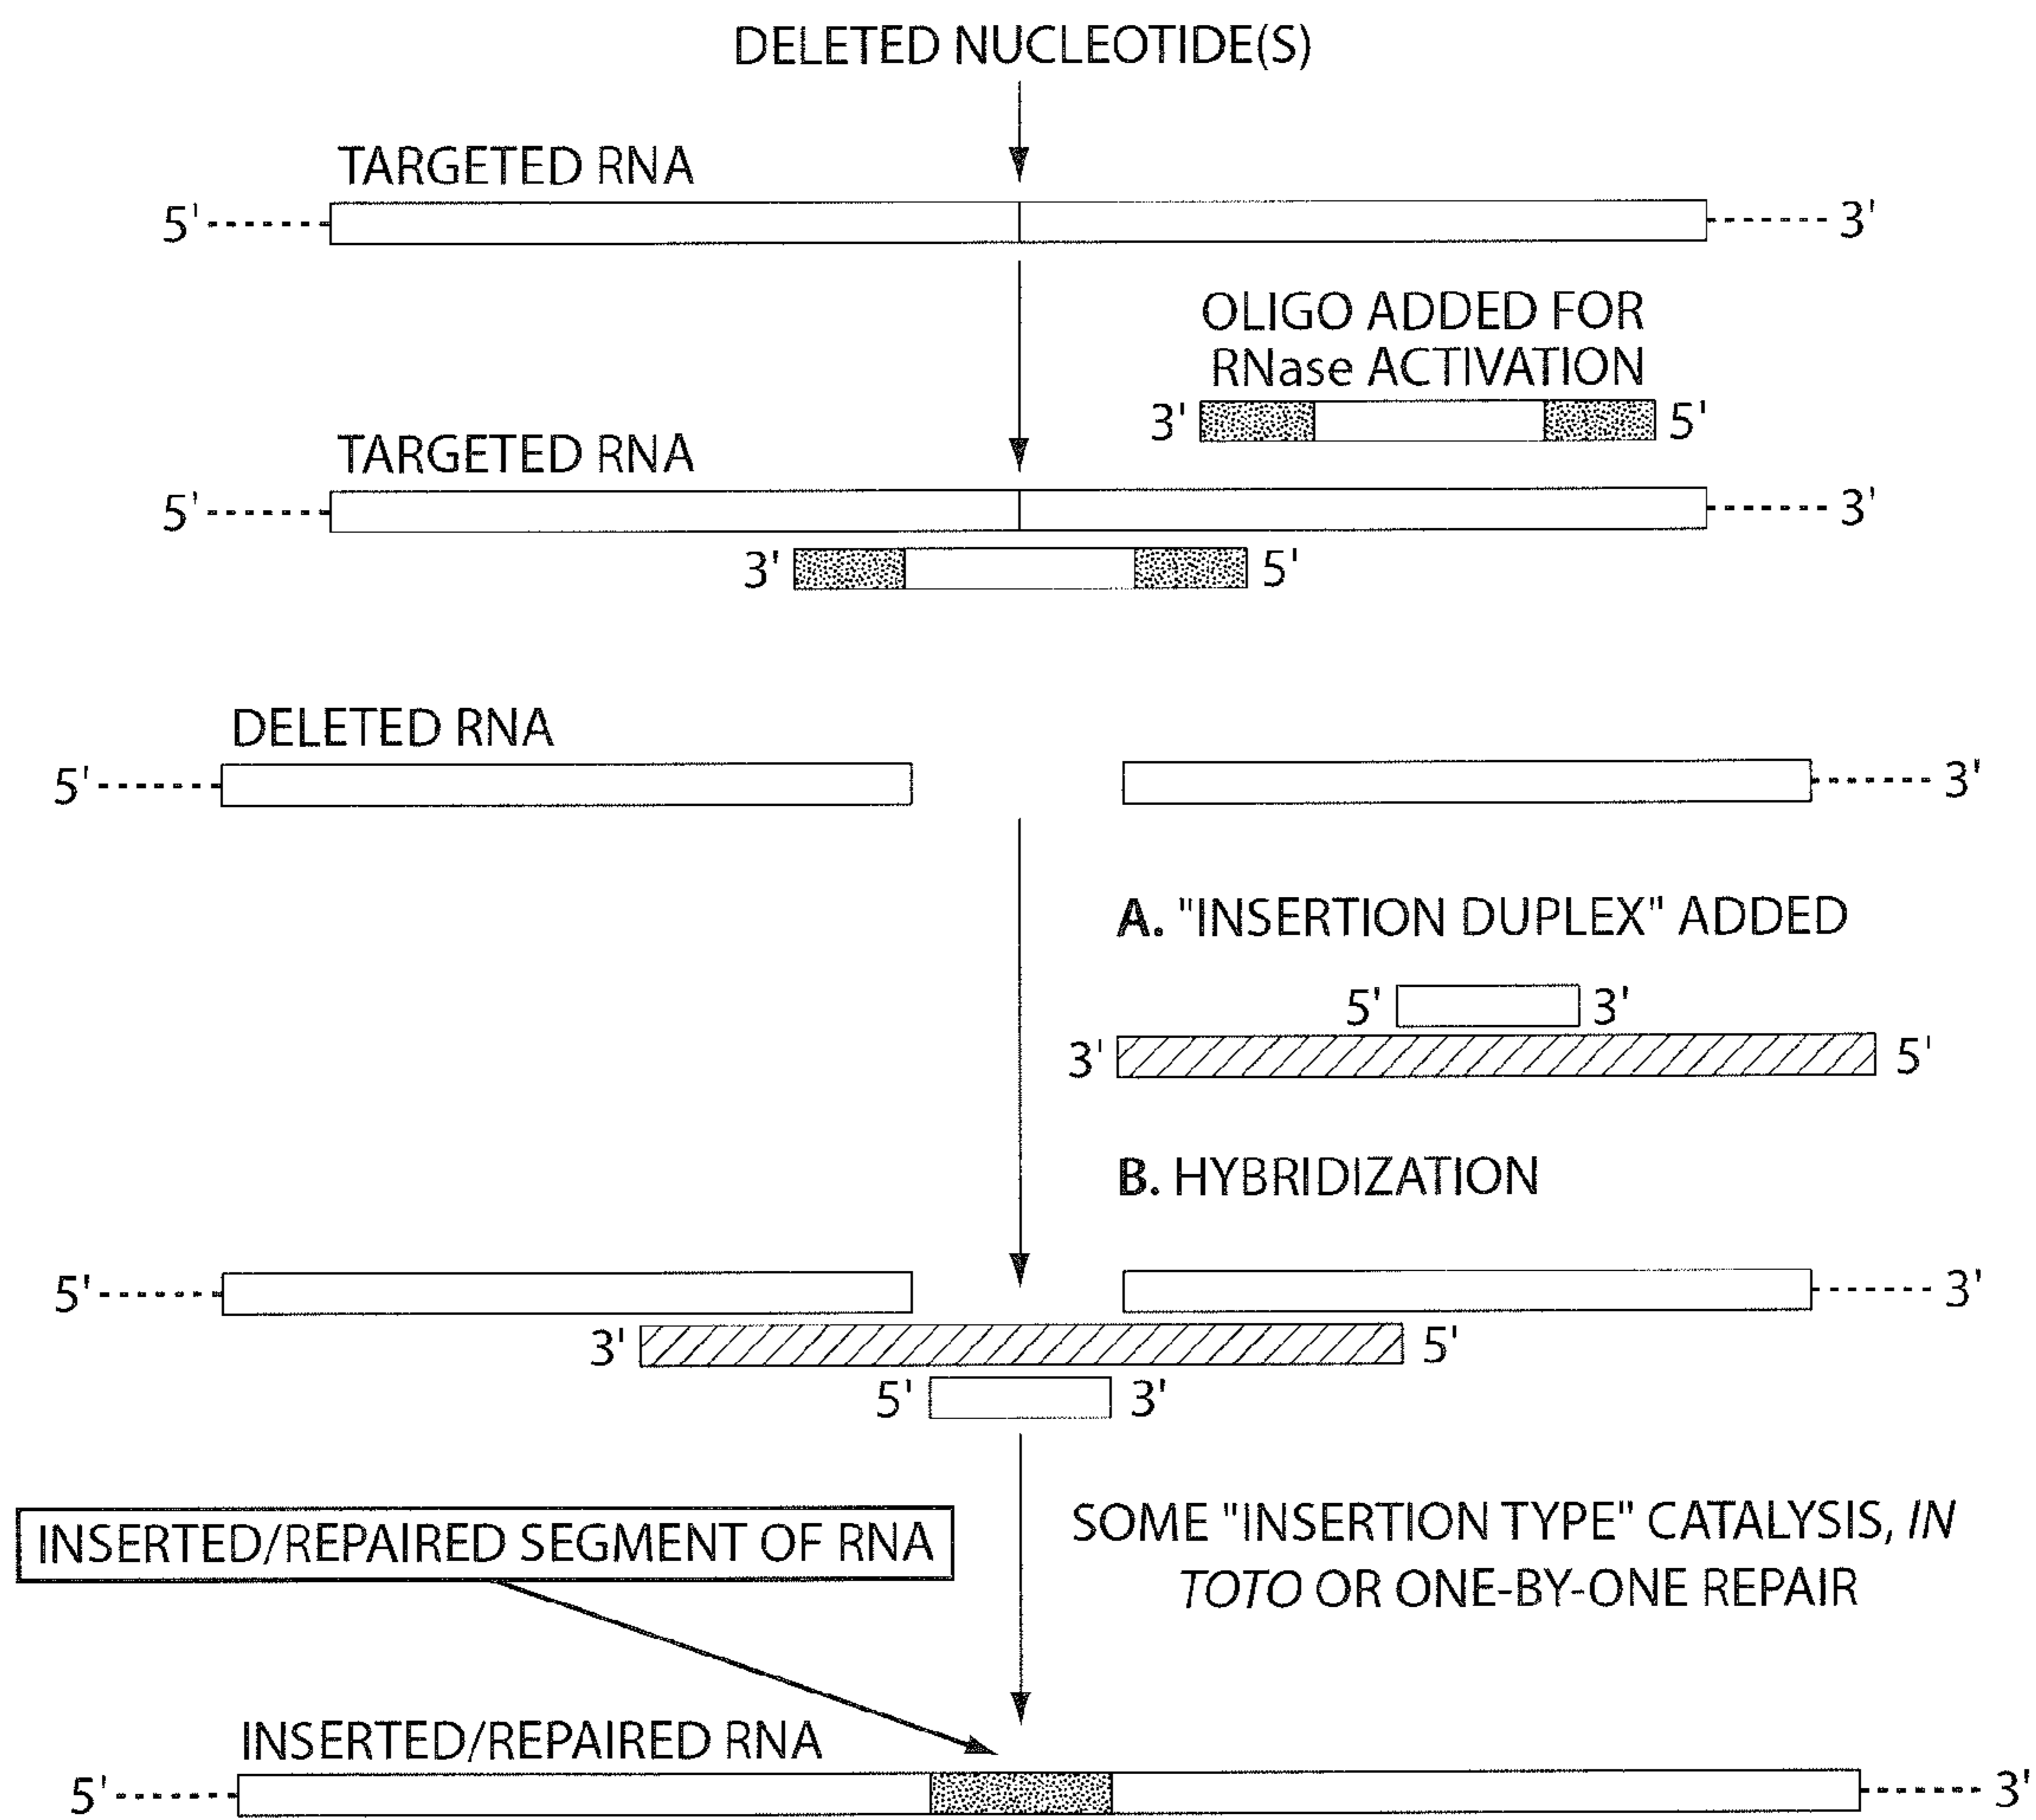 DELETED NUCLEOTIDE(S)
TARGETED RNA
5' 3'
OLIGO ADDED FOR
RNase ACTIVATION
3' 5'
TARGETED RNA
5' 3'
3' 5'
DELETED RNA
5' 3'
A. "INSERTION DUPLEX" ADDED
5' 3'
3' 5'
B. HYBRIDIZATION
5' 3'
3' 5'
5' 3'
SOME "INSERTION TYPE" CATALYSIS, IN
TOTO OR ONE-BY-ONE REPAIR
INSERTED/REPAIRED SEGMENT OF RNA
INSERTED/REPAIRED RNA
5' 3'